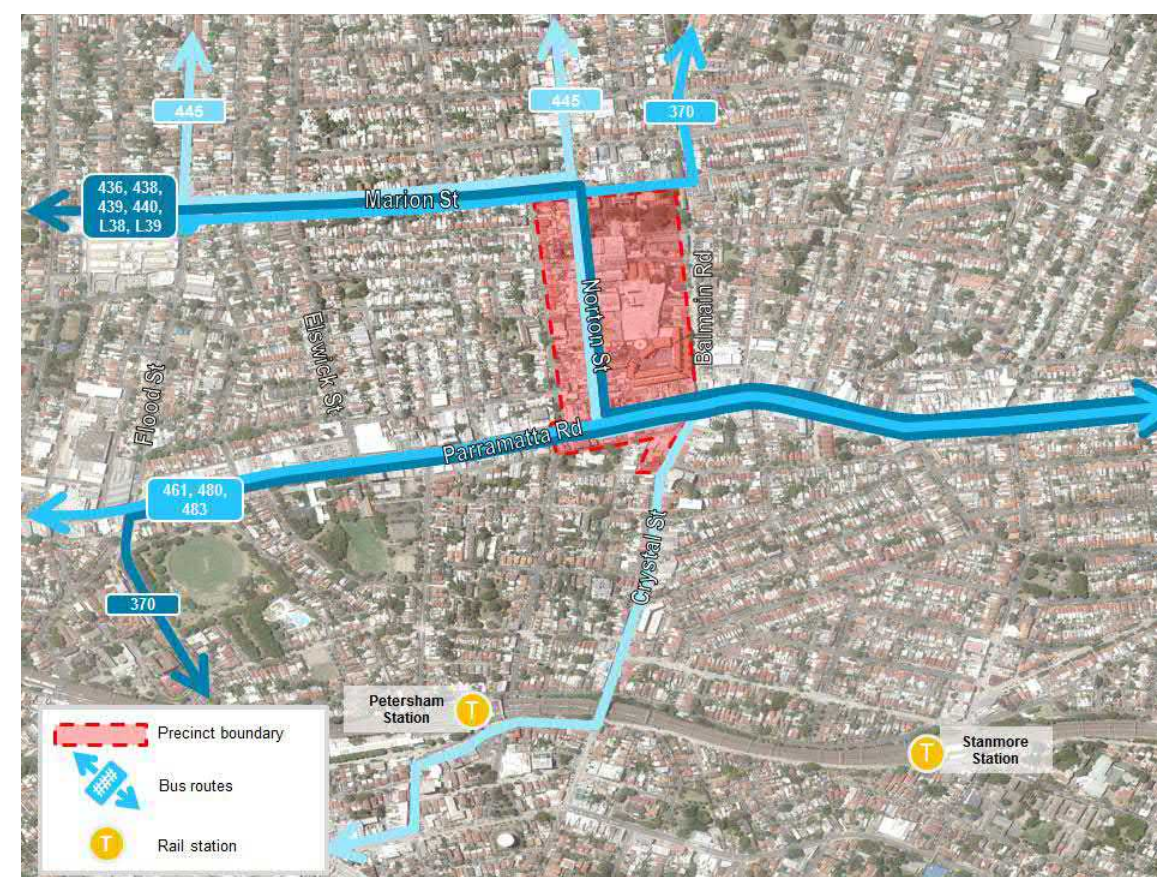 445
445
370
436, 438,
439, 440,
L38, L39
Marion St
Norton St
Balmain Rd
Elswick St
Flood St
Parramatta Rd
461, 480,
483
Crystal St
370
Petersham
Station
T
T
Stanmore
Station
Precinct boundary
###
Bus routes
T
Rail station